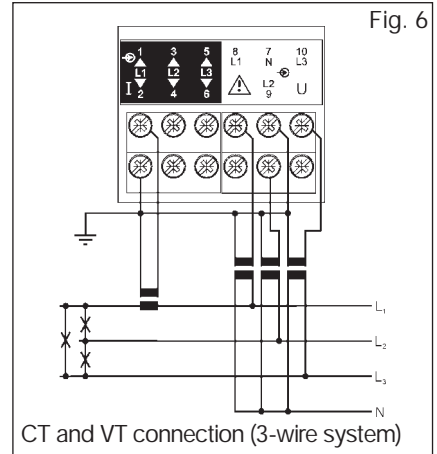 Fig. 6
1 3 5 8 7 10
L1 N L3
L1 L2 L3
I 2 4 6 L2 U
9
L1
L2
L3
N
CT and VT connection (3-wire system)